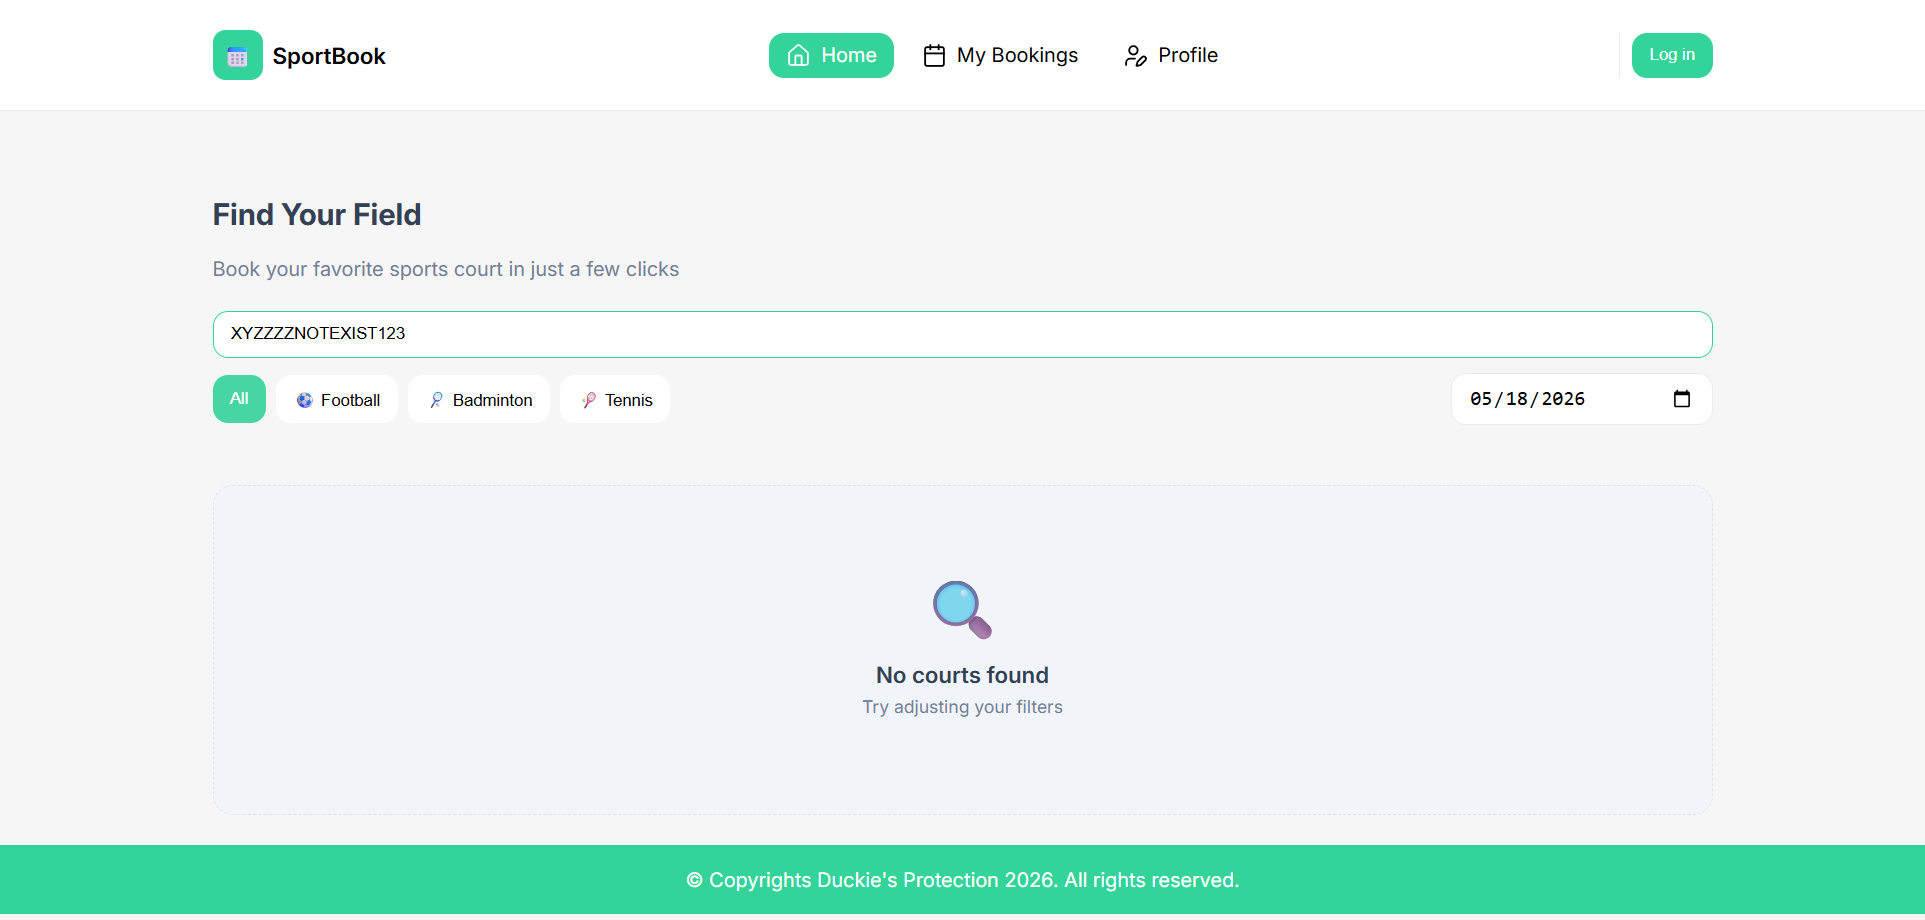 SportBook
Home
My Bookings
Profile
Log in
Find Your Field
Book your favorite sports court in just a few clicks
XYZZZZNOTEXIST123
All
Football
Badminton
Tennis
05/18/2026
No courts found
Try adjusting your filters
© Copyrights Duckie's Protection 2026. All rights reserved.